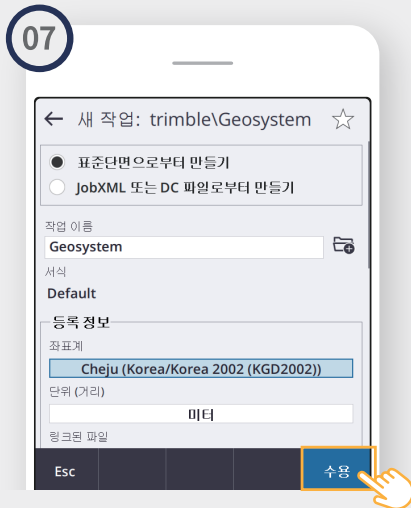 07
새 작업: trimble\Geosystem
표준단면으로부터 만들기
JobXML 또는 DC 파일로부터 만들기
작업 이름
Geosystem
서식
Default
등록 정보
좌표계
Cheju (Korea/Korea 2002 (KGD2002))
단위 (거리)
미터
링크된 파일
Esc
수용